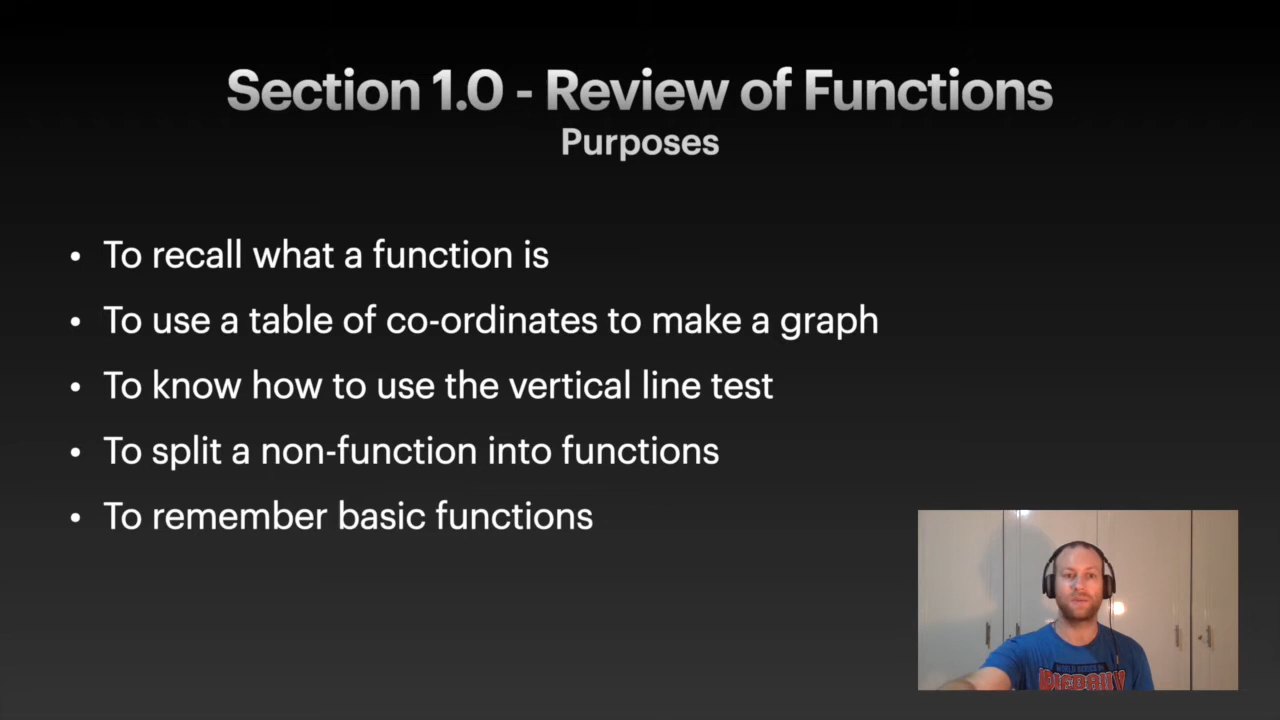 Section 1.0 - Review of Functions
Purposes
• To recall what a function is
• To use a table of co-ordinates to make a graph
• To know how to use the vertical line test
• To split a non-function into functions
• To remember basic functions